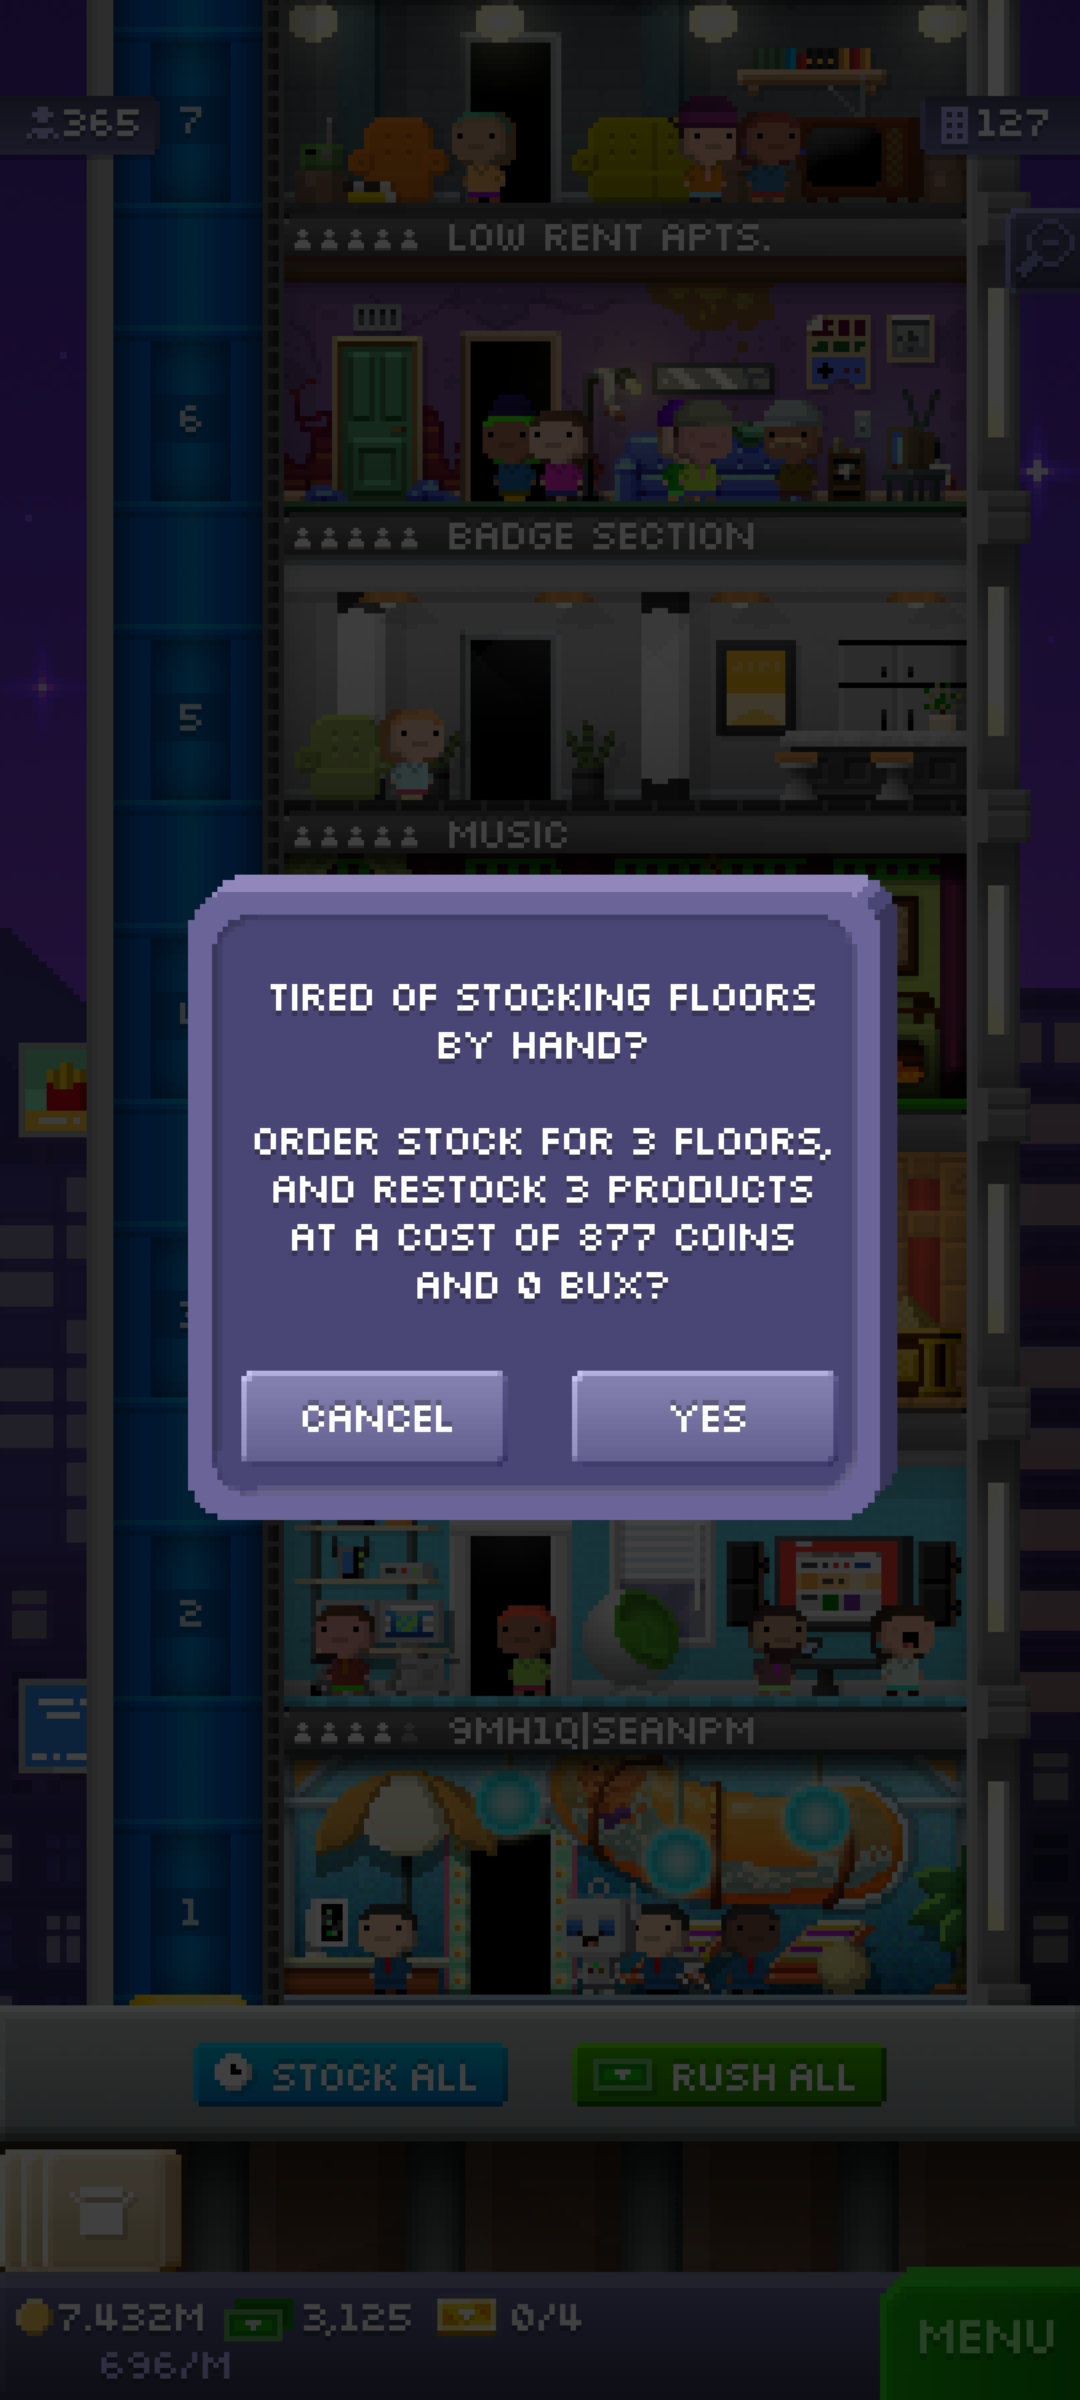 365
7
127
LOW RENT APTS.
6
BADGE SECTION
5
MUSIC
TIRED OF STOCKING FLOORS
BY HAND?
ORDER STOCK FOR 3 FLOORS,
AND RESTOCK 3 PRODUCTS
AT A COST OF 877 COINS
AND 0 BUX?
CANCEL
YES
2
9MH1Q|SEANPM
1
STOCK ALL
RUSH ALL
7.432M
3,125
0/4
696/M
MENU